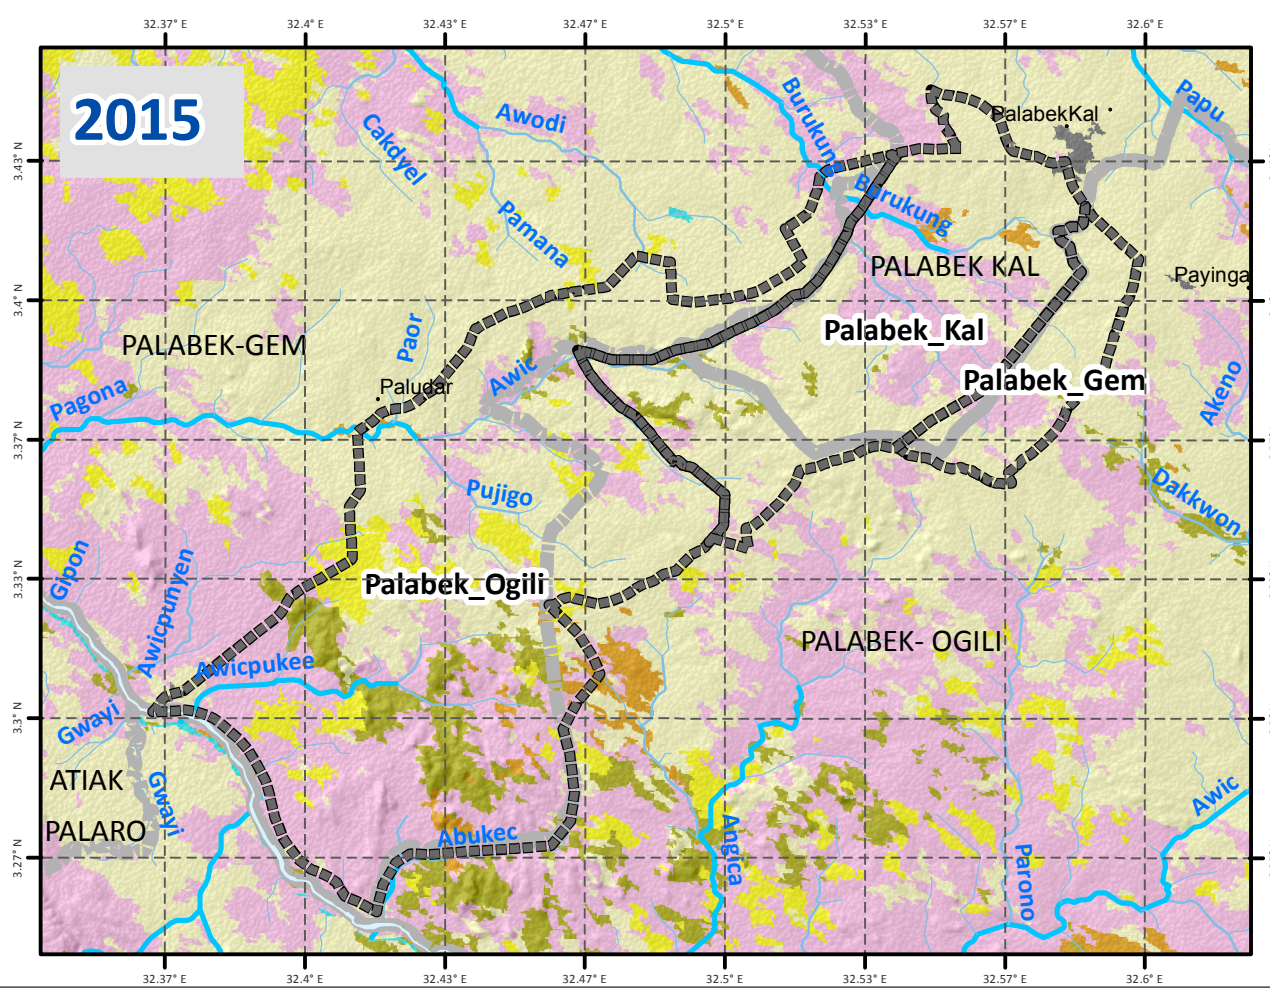 32.37° E 32.4° E 32.43° E 32.47° E 32.5° E 32.53° E 32.57° E 32.6° E
2015
Papu
Burukung
PalabekKal
Awodi
Cakdyel
3.43° N
Burukung
Pamana
PALABEK KAL
Payinga
3.4° N
Palabek_Kal
PALABEK-GEM
Paor
Awic
Palabek_Gem
Paludar
Pagona
Akeno
3.37° N
Pujigo
Dakkwon
Gipon
3.33° N
Palabek_Ogili
Awicpunyen
PALABEK- OGILI
Awicpukee
Gwayi
3.3° N
ATIAK
Gwayi
Awic
PALARO
Abukec
Angica
3.27° N
Parono
32.37° E 32.4° E 32.43° E 32.47° E 32.5° E 32.53° E 32.57° E 32.6° E